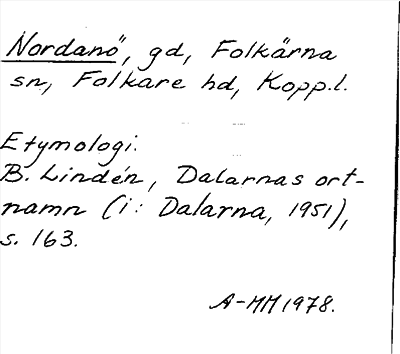 Nordanö, gd, Folkärna
sn, Folkare hd, Kopp.l.
Etymologi:
B. Lindén, Dalarnas ort-
namn (i: Dalarna, 1951),
s. 163.
A-MM 1978.